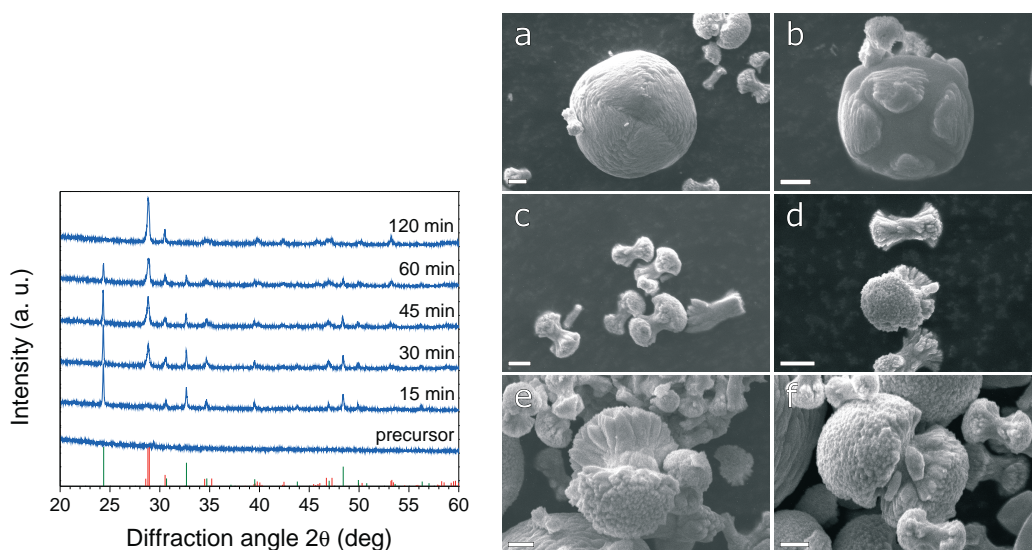 Intensity (a. u.)
120 min
60 min
45 min
30 min
15 min
precursor
20 25 30 35 40 45 50 55 60
Diffraction angle 2θ (deg)
a
b
c
d
e
f